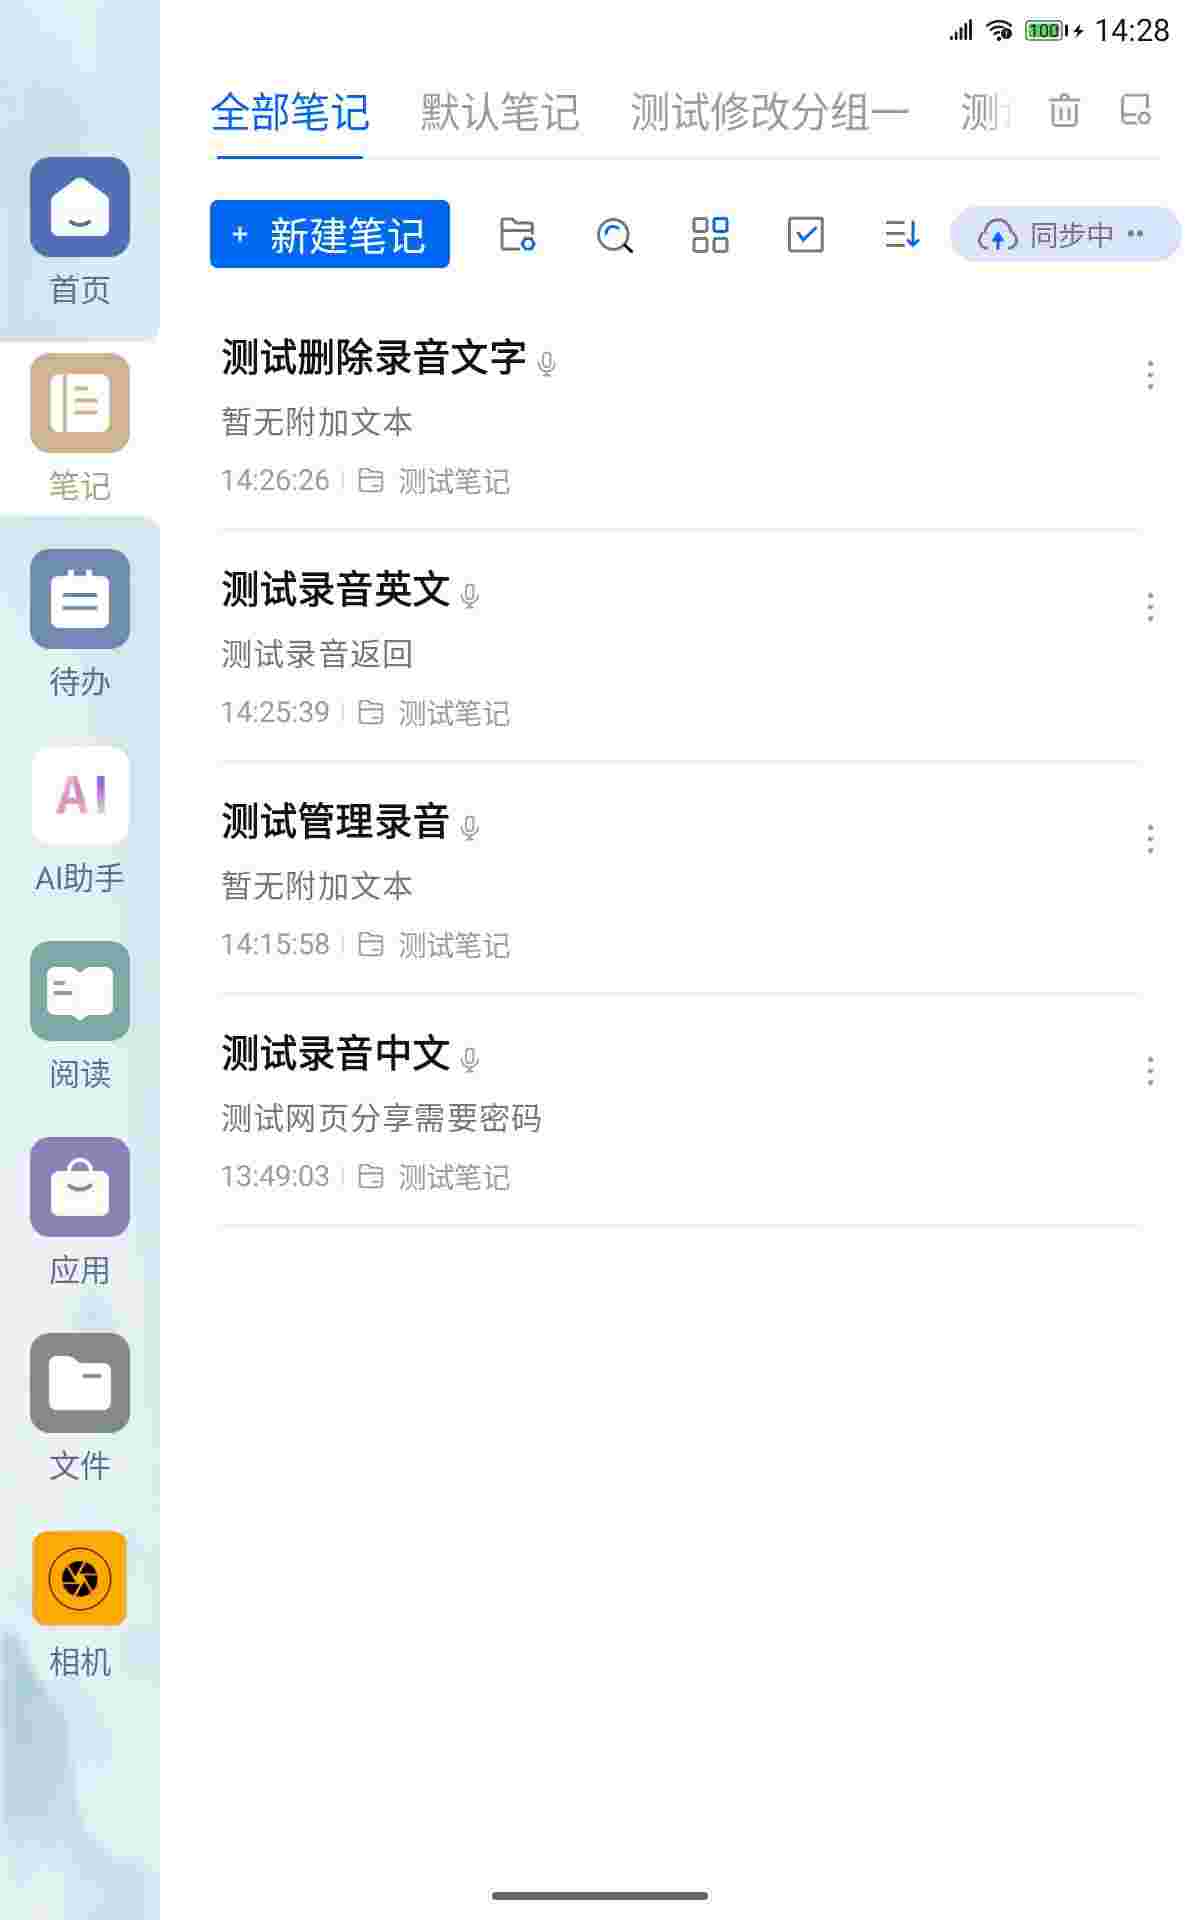 14:28
全部笔记 默认笔记 测试修改分组一 测
+ 新建笔记 同步中
首页
笔记
待办
AI
AI助手
阅读
应用
文件
相机
测试删除录音文字
暂无附加文本
14:26:26 测试笔记
测试录音英文
测试录音返回
14:25:39 测试笔记
测试管理录音
暂无附加文本
14:15:58 测试笔记
测试录音中文
测试网页分享需要密码
13:49:03 测试笔记